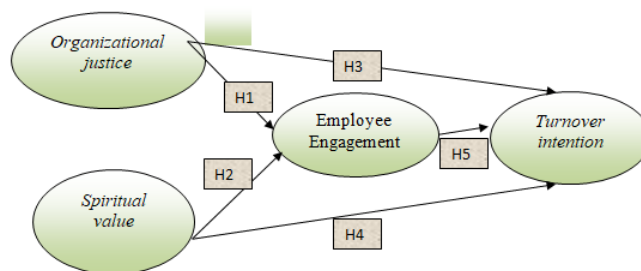 Organizational
justice
H3
H1
Employee
Engagement
Turnover
intention
H5
H2
Spiritual
value
H4